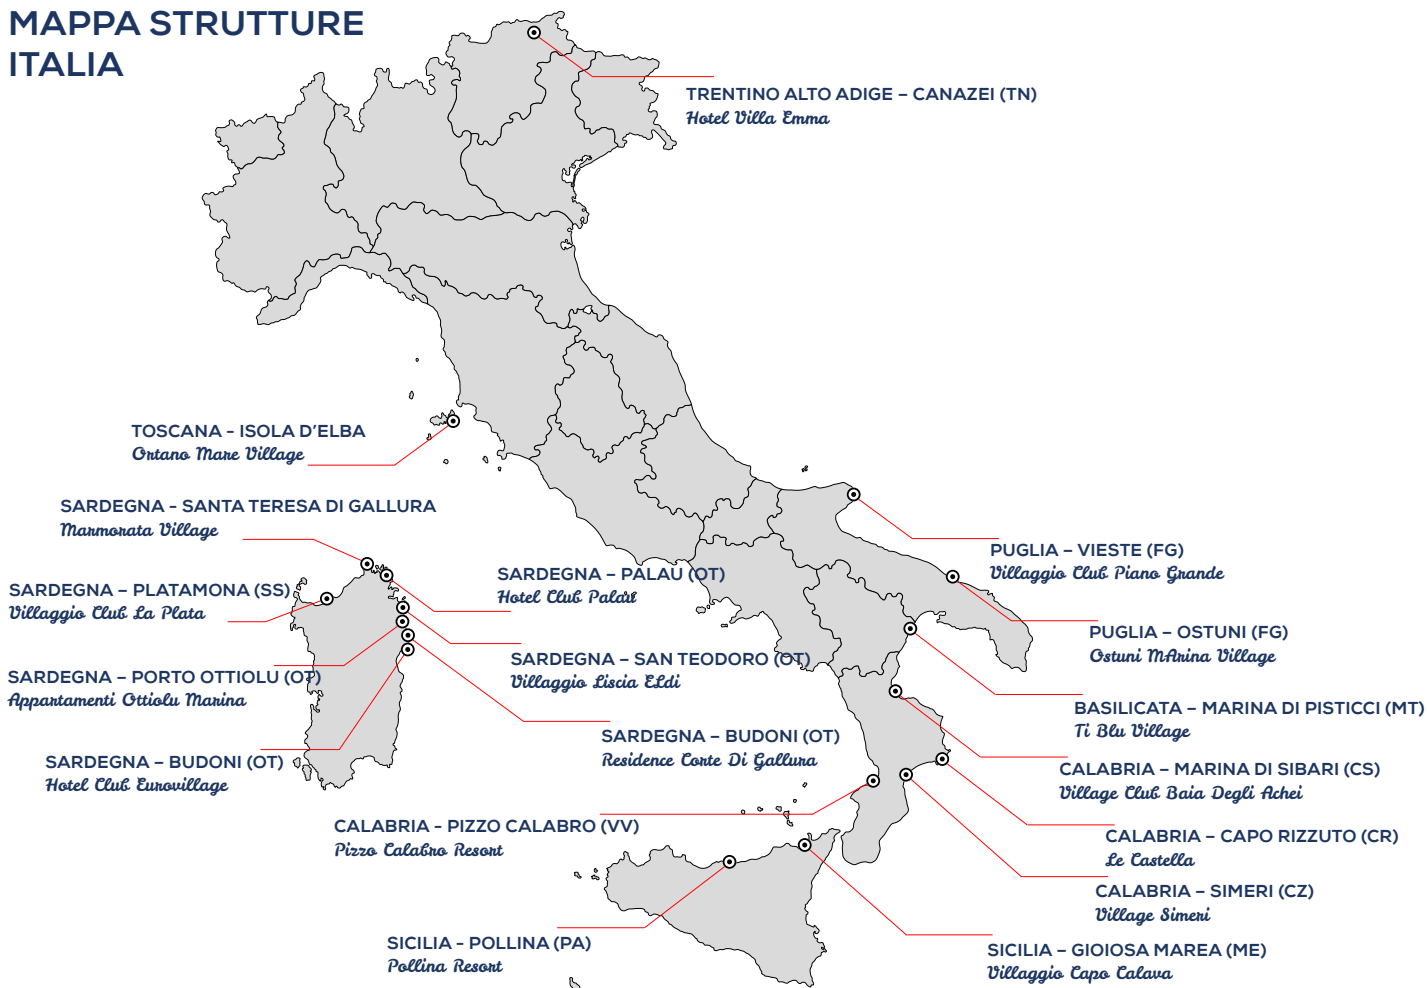 MAPPA STRUTTURE
ITALIA
TRENTINO ALTO ADIGE – CANAZEI (TN)
Hotel Villa Emma
TOSCANA - ISOLA D'ELBA
Ortano Mare Village
SARDEGNA - SANTA TERESA DI GALLURA
Marmorata Village
SARDEGNA – PLATAMONA (SS)
Villaggio Club La Plata
SARDEGNA – PALAU (OT)
Hotel Club Palau
SARDEGNA – PORTO OTTIOLU (OT)
Appartamenti Ottiolu Marina
SARDEGNA – SAN TEODORO (OT)
Villaggio Liscia ELdi
SARDEGNA – BUDONI (OT)
Hotel Club Eurovillage
SARDEGNA – BUDONI (OT)
Residence Corte Di Gallura
PUGLIA – VIESTE (FG)
Villaggio Club Piano Grande
PUGLIA – OSTUNI (FG)
Ostuni MArina Village
BASILICATA – MARINA DI PISTICCI (MT)
Ti Blu Village
CALABRIA – MARINA DI SIBARI (CS)
Village Club Baia Degli Achei
CALABRIA – CAPO RIZZUTO (CR)
Le Castella
CALABRIA – SIMERI (CZ)
Village Simeri
CALABRIA - PIZZO CALABRO (VV)
Pizzo Calabro Resort
SICILIA - POLLINA (PA)
Pollina Resort
SICILIA – GIOIOSA MAREA (ME)
Villaggio Capo Calava